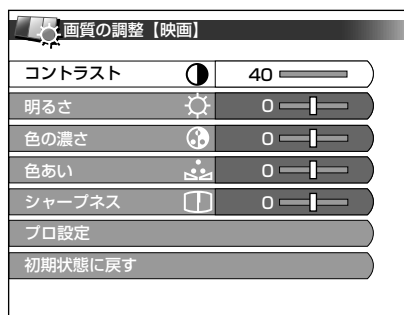 画質の調整【映画】
コントラスト 40
明るさ 0
色の濃さ 0
色あい 0
シャープネス 0
プロ設定
初期状態に戻す